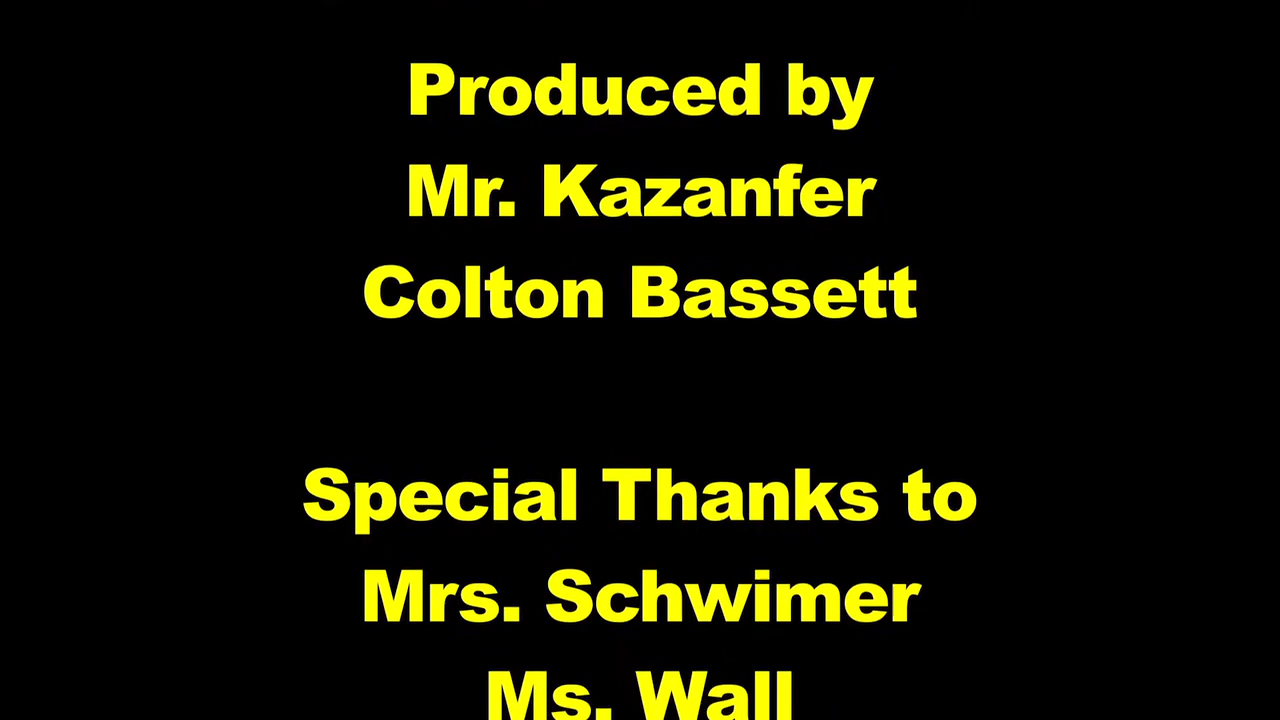 Produced by
Mr. Kazanfer
Colton Bassett
Special Thanks to
Mrs. Schwimer
Ms. Wall